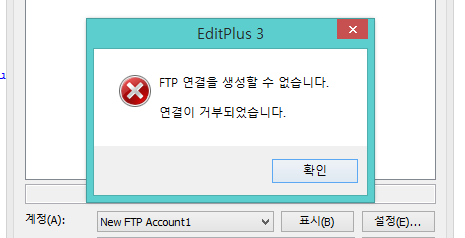 EditPlus 3
FTP 연결을 생성할 수 없습니다.
연결이 거부되었습니다.
확인
계정(A):
New FTP Account1
표시(B)
설정(E)...